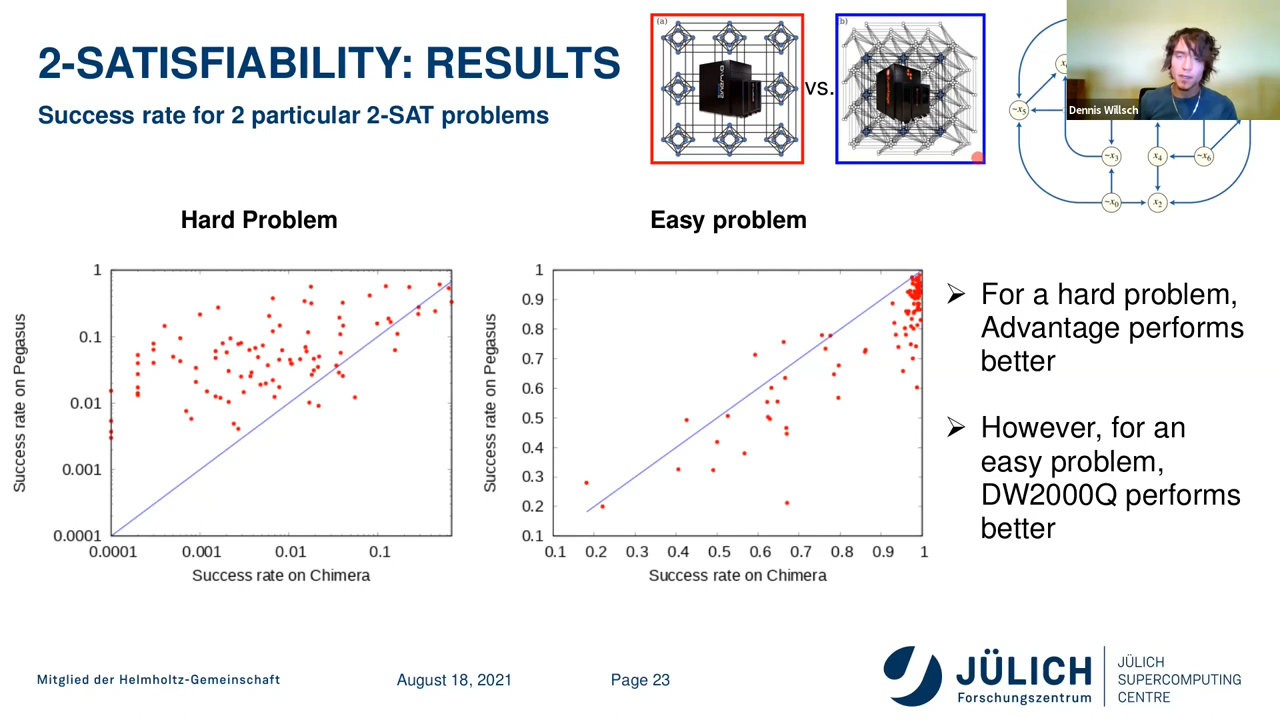 2-SATISFIABILITY: RESULTS
Success rate for 2 particular 2-SAT problems
(a)
vs.
b)
Dennis Willsch
~x5
~x3
x4
~x6
~x0
x2
Hard Problem
Easy problem
Success rate on Pegasus
1
0.1
0.01
0.001
0.0001
0.0001
0.001
0.01
0.1
Success rate on Chimera
Success rate on Pegasus
1
0.9
0.8
0.7
0.6
0.5
0.4
0.3
0.2
0.1
0.1
0.2
0.3
0.4
0.5
0.6
0.7
0.8
0.9
1
Success rate on Chimera
➢ For a hard problem,
Advantage performs
better
➢ However, for an
easy problem,
DW2000Q performs
better
Mitglied der Helmholtz-Gemeinschaft
August 18, 2021
Page 23
JÜLICH
Forschungszentrum
JÜLICH
SUPERCOMPUTING
CENTRE